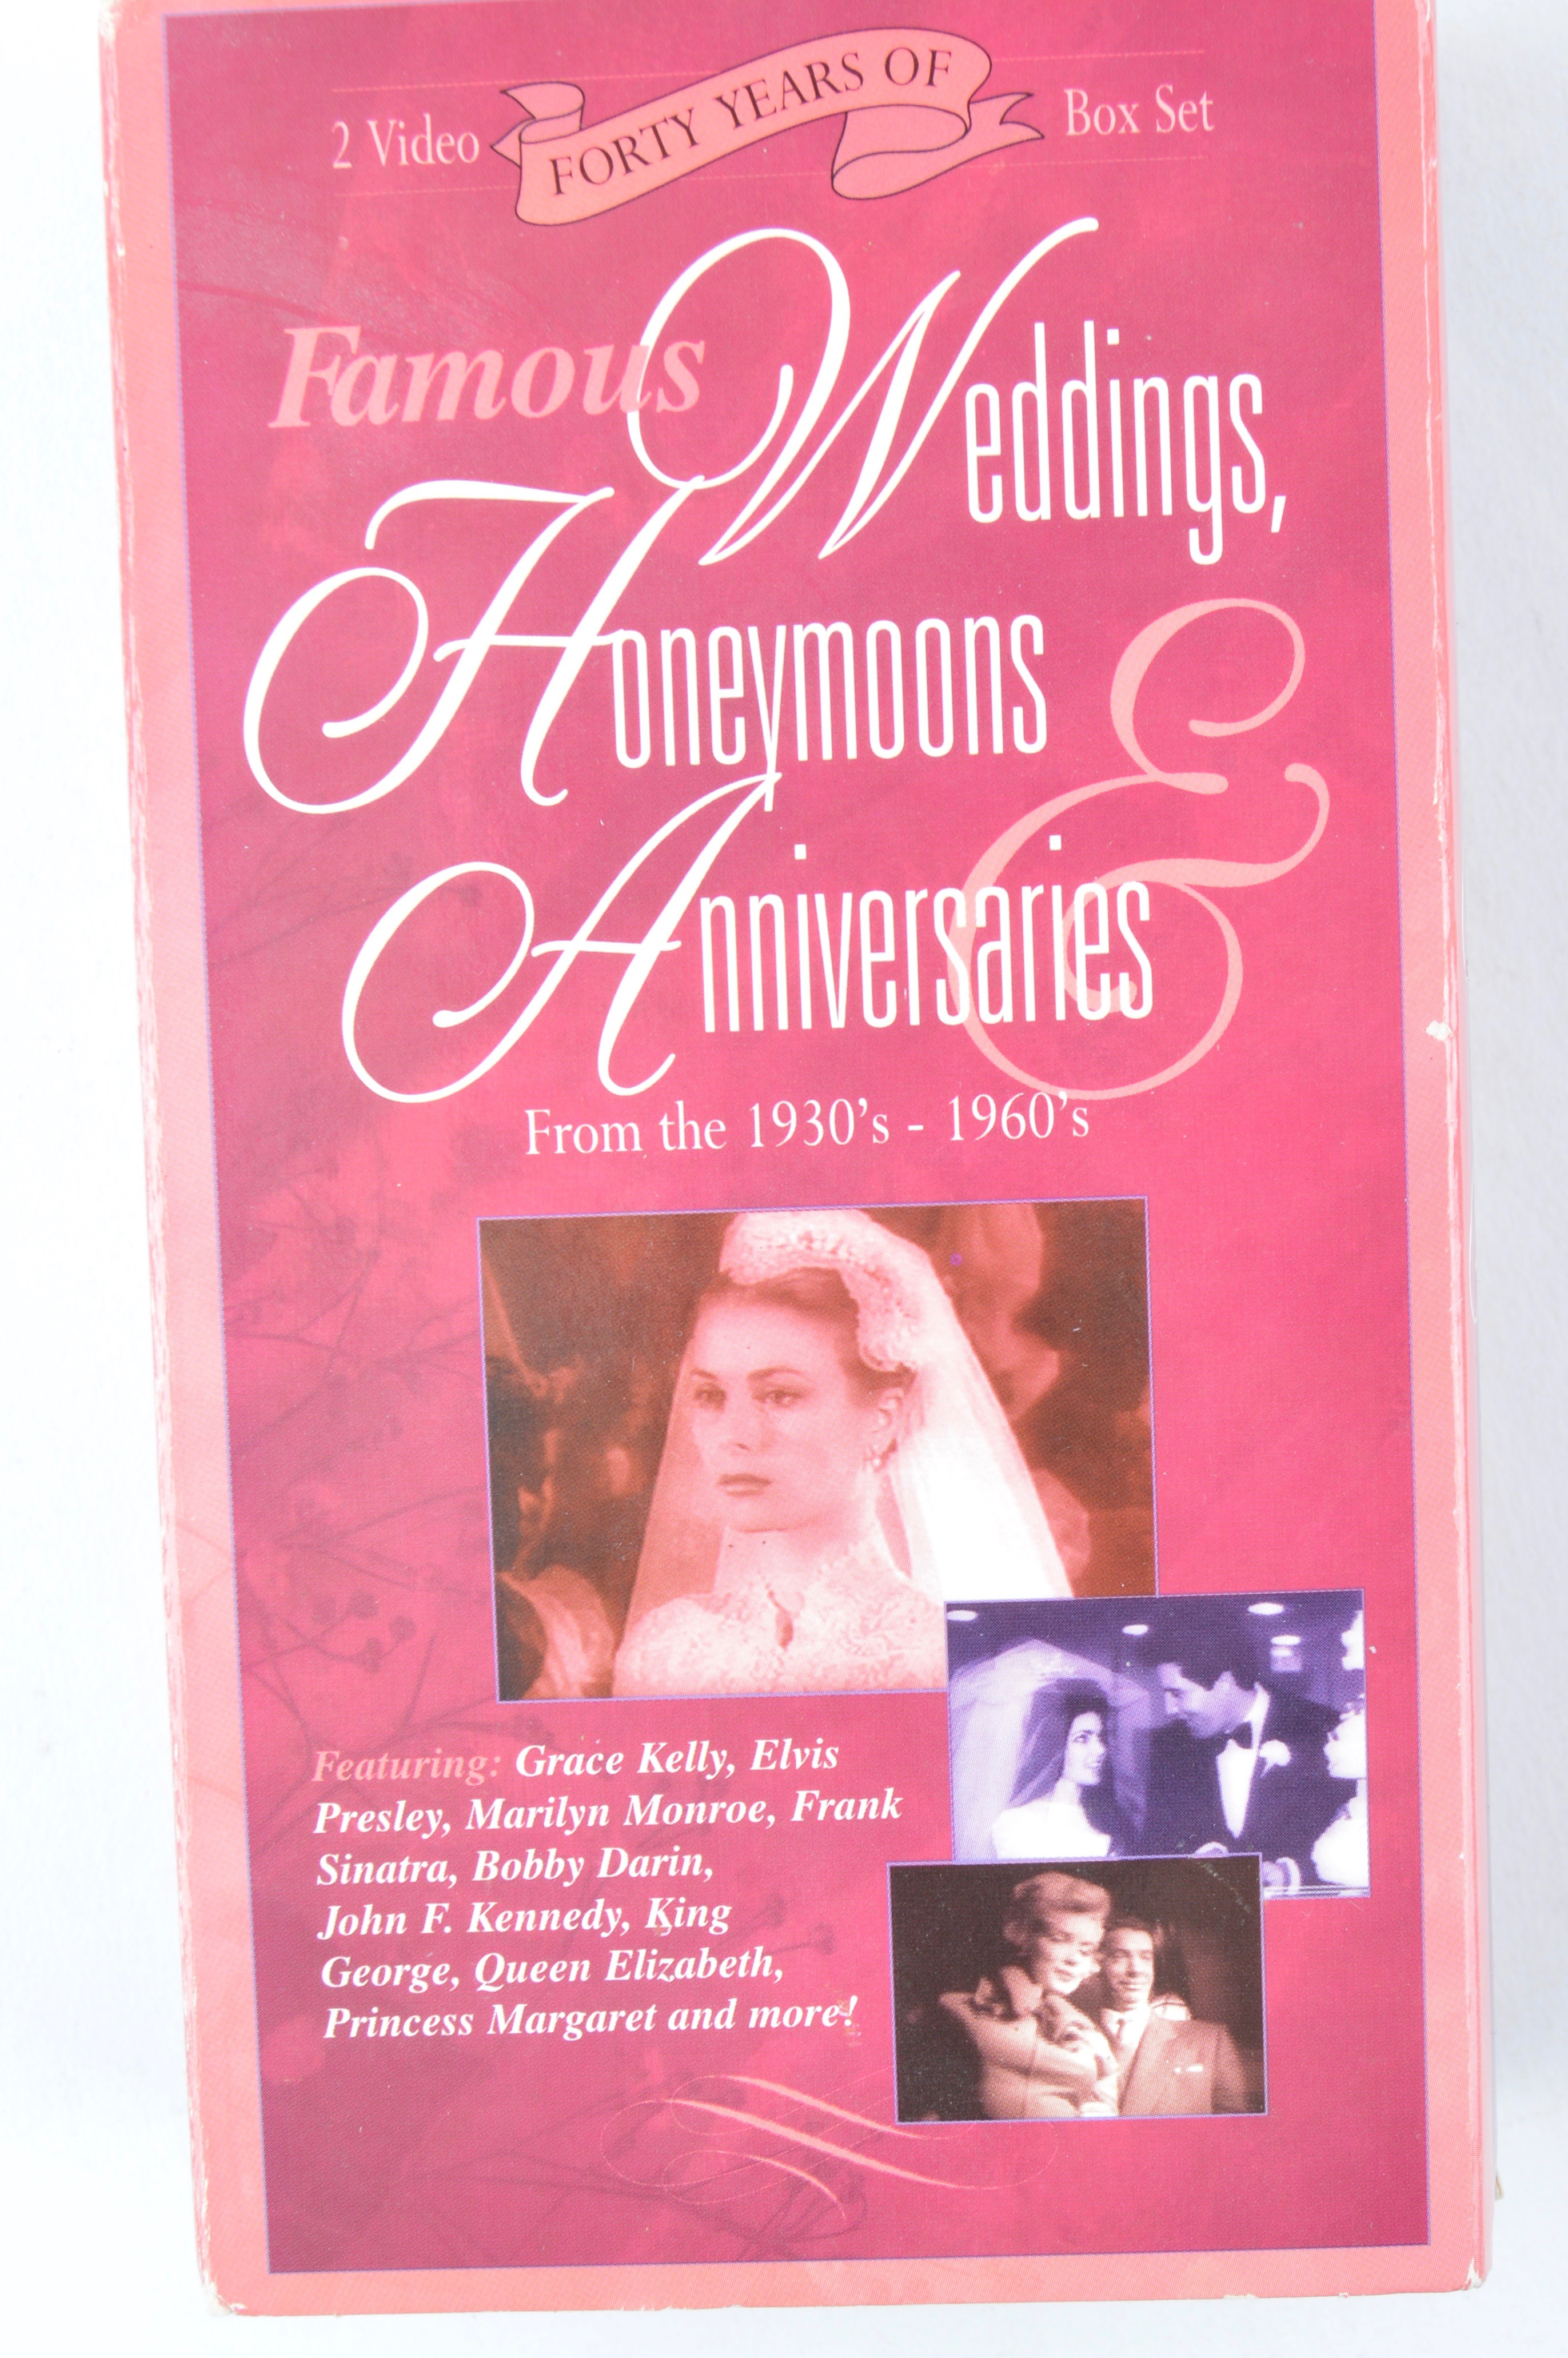 2 Video FORTY YEARS OF Box Set
Famous Weddings,
Honeymoons &
Anniversaries
From the 1930's - 1960's
Featuring: Grace Kelly, Elvis
Presley, Marilyn Monroe, Frank
Sinatra, Bobby Darin,
John F. Kennedy, King
George, Queen Elizabeth,
Princess Margaret and more!